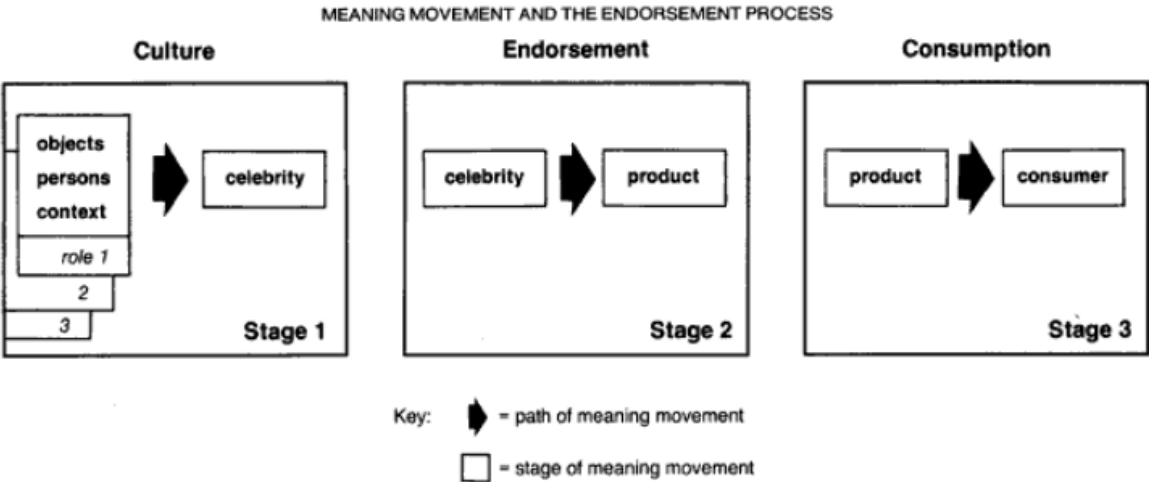 MEANING MOVEMENT AND THE ENDORSEMENT PROCESS
Culture
Endorsement
Consumption
objects
persons
context
role 1
2
3
celebrity
Stage 1
celebrity
product
Stage 2
product
consumer
Stage 3
Key:
= path of meaning movement
= stage of meaning movement